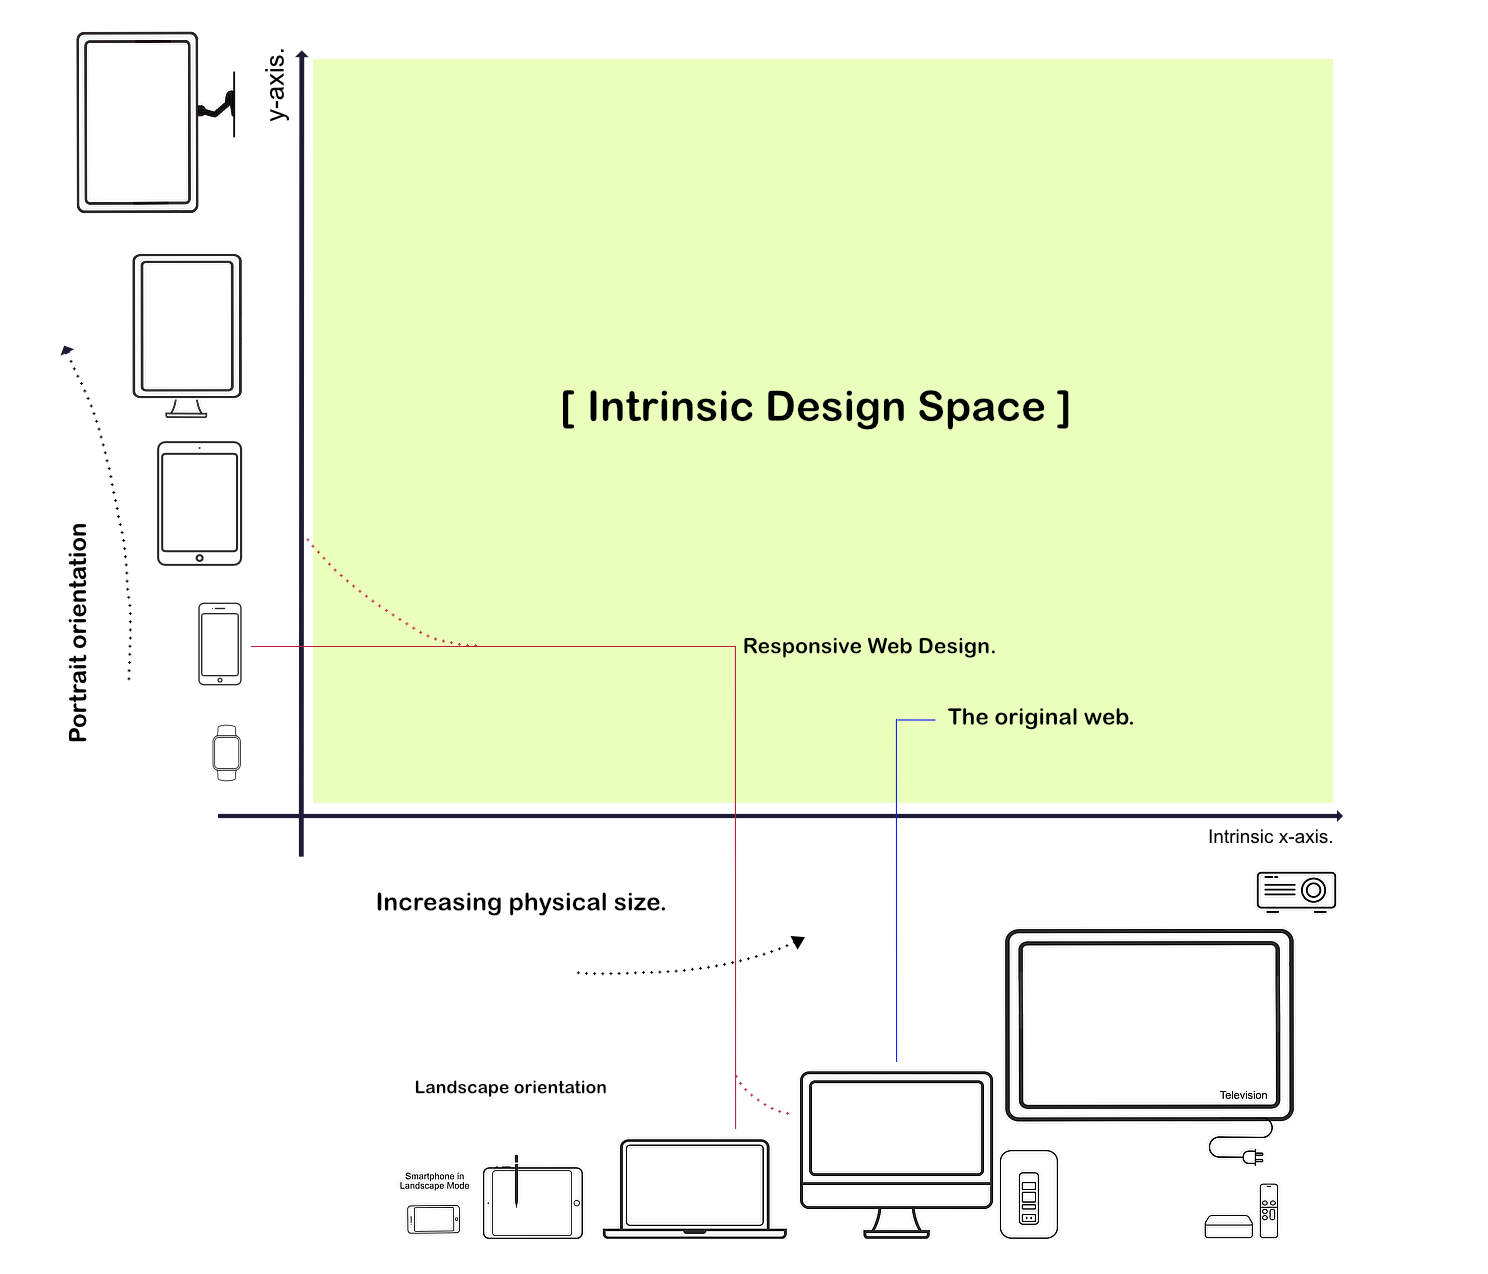 y-axis.
[ Intrinsic Design Space ]
Portrait orientation
Responsive Web Design.
The original web.
Intrinsic x-axis.
Increasing physical size.
Landscape orientation
Television
Smartphone in
Landscape Mode